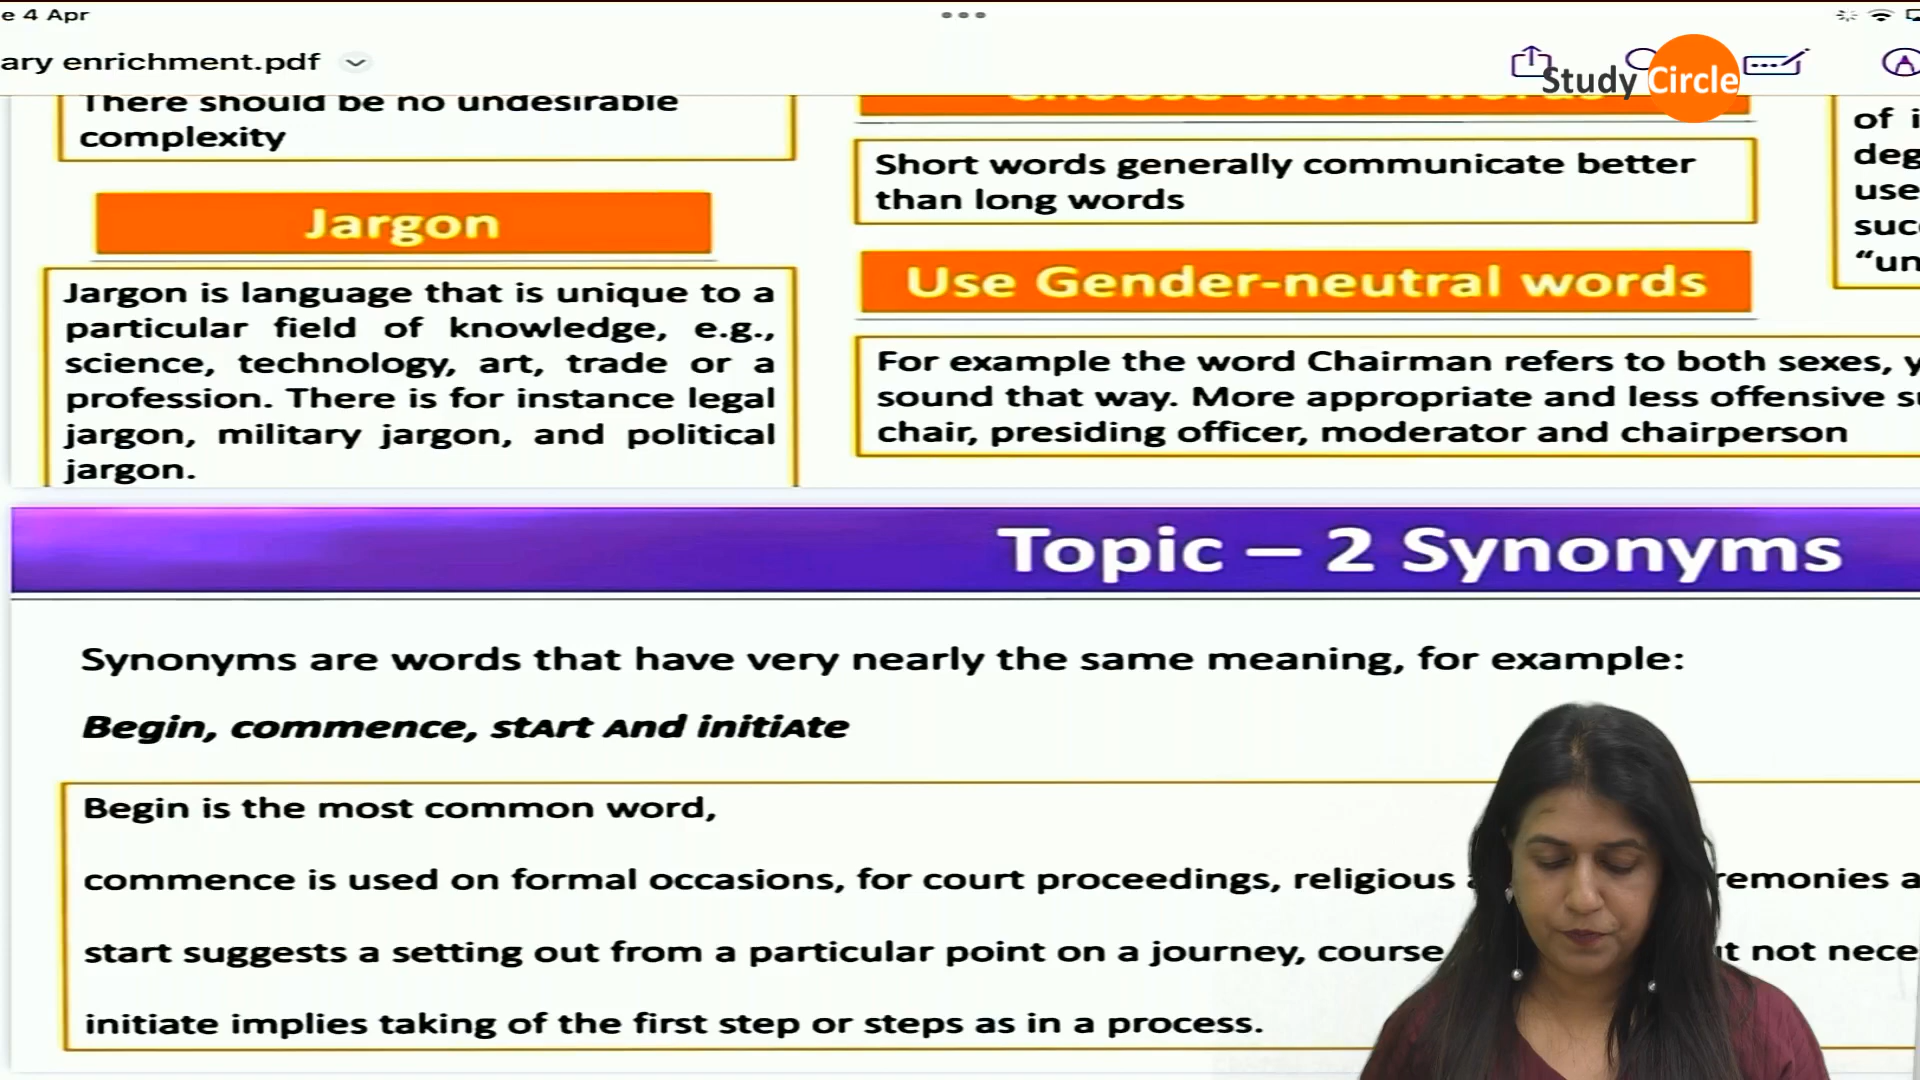 e 4 Apr
ary enrichment.pdf
Study Circle
There should be no undesirable
complexity
Jargon
Jargon is language that is unique to a
particular field of knowledge, e.g.,
science, technology, art, trade or a
profession. There is for instance legal
jargon, military jargon, and political
jargon.
Choose short words
Short words generally communicate better
than long words
Use Gender-neutral words
For example the word Chairman refers to both sexes, y
sound that way. More appropriate and less offensive su
chair, presiding officer, moderator and chairperson
of i
deg
use
suc
“un
Topic – 2 Synonyms
Synonyms are words that have very nearly the same meaning, for example:
Begin, commence, stArt And initiAte
Begin is the most common word,
commence is used on formal occasions, for court proceedings, religious remonies a
start suggests a setting out from a particular point on a journey, course t not nece
initiate implies taking of the first step or steps as in a process.